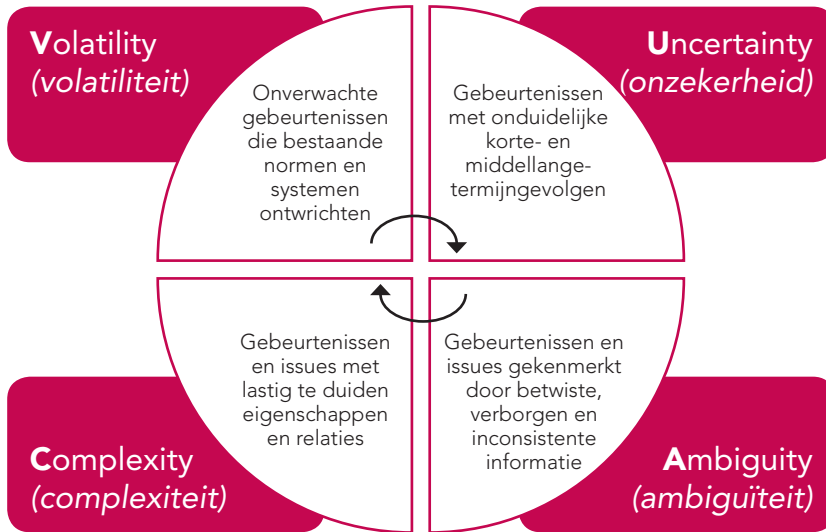 Volatility
(volatiliteit)
Onverwachte
gebeurtenissen
die bestaande
normen en
systemen
ontwrichten
Uncertainty
(onzekerheid)
Gebeurtenissen
met onduidelijke
korte- en
middellange-
termijngevolgen
Complexity
(complexiteit)
Gebeurtenissen
en issues met
lastig te duiden
eigenschappen
en relaties
Ambiguity
(ambiguïteit)
Gebeurtenissen en
issues gekenmerkt
door betwiste,
verborgen en
inconsistente
informatie